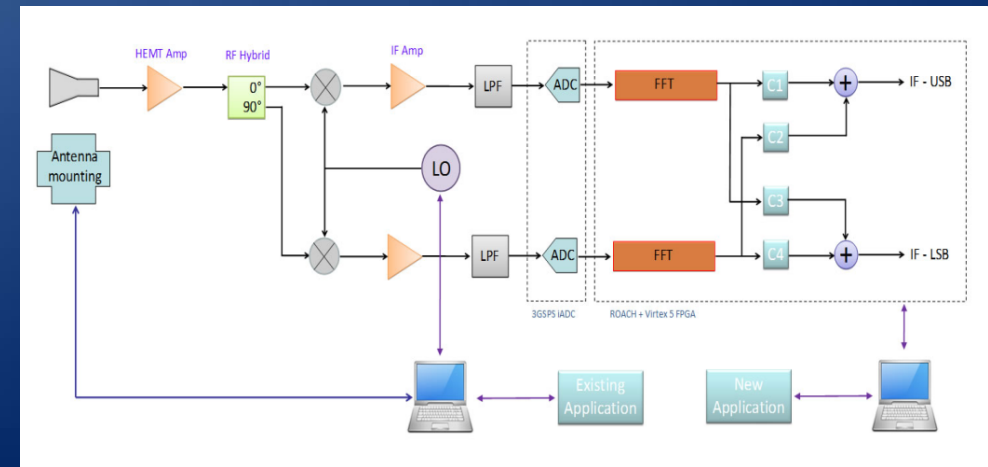 HEMT Amp
RF Hybrid
IF Amp
0°
90°
LPF
ADC
FFT
C1
+
IF - USB
C2
Antenna
mounting
LO
C3
LPF
ADC
FFT
C4
+
IF - LSB
3GSPS iADC
ROACH + Virtex 5 FPGA
Existing
Application
New
Application